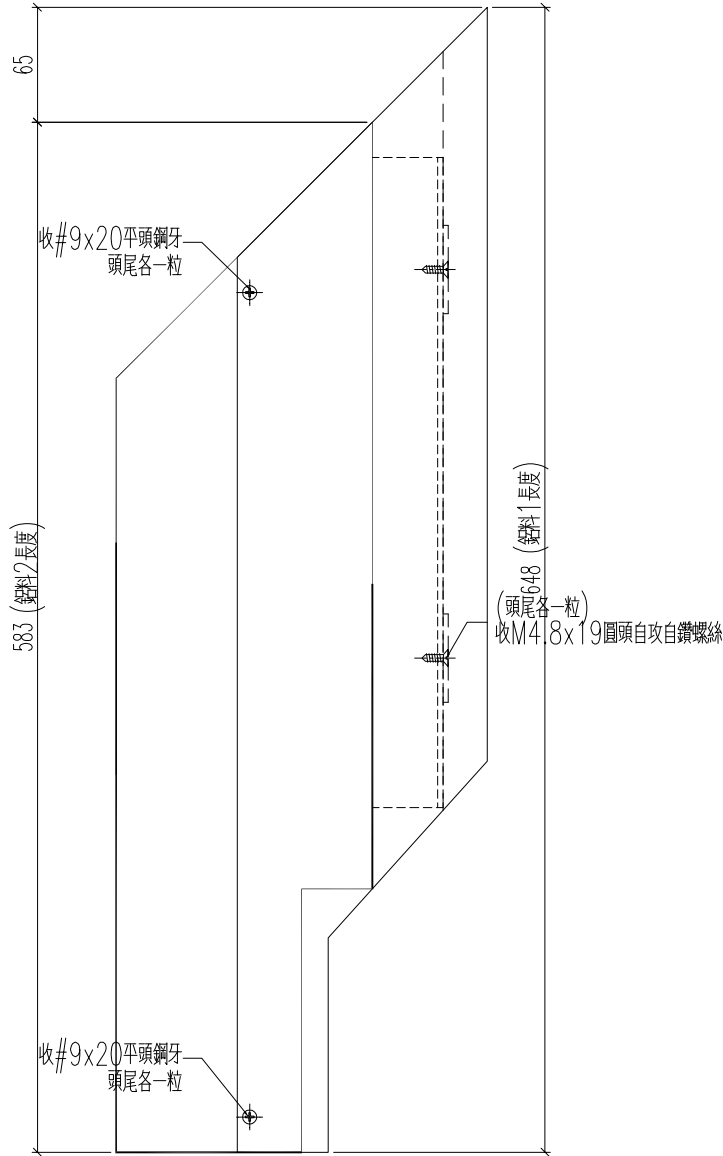 65
收#9x20平頭鋼牙
頭尾各一粒
583 (鋁料2長度)
648 (鋁料1長度)
(頭尾各一粒)
收M4.8x19圓頭自攻自鑽螺絲
收#9x20平頭鋼牙
頭尾各一粒